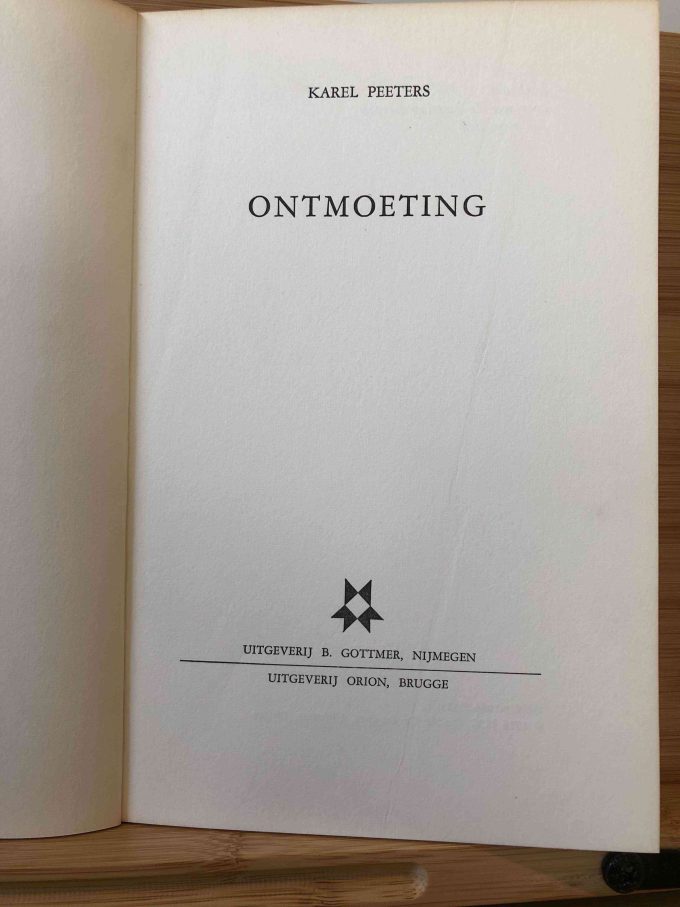 KAREL PEETERS
ONTMOETING
UITGEVERIJ B. GOTTMER, NIJMEGEN
UITGEVERIJ ORION, BRUGGE